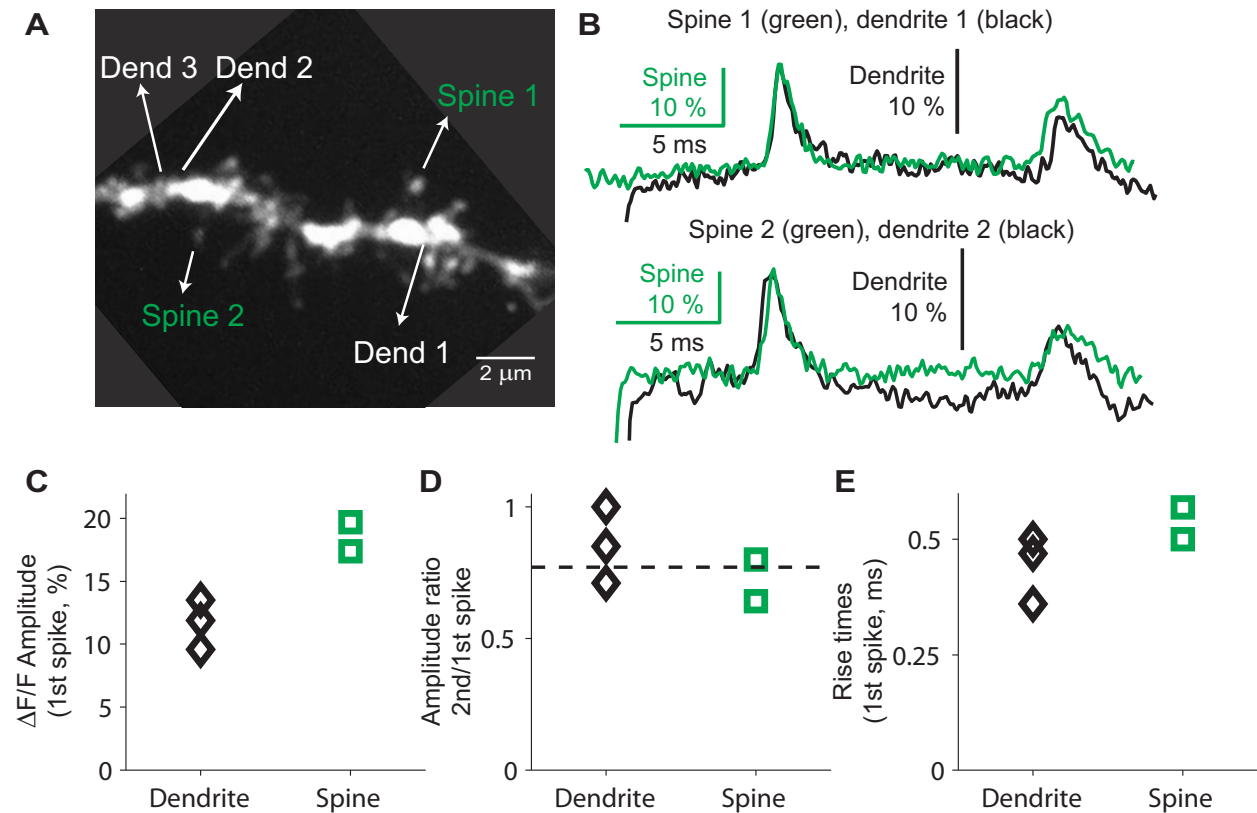 A
Dend 3
Dend 2
Spine 1
Spine 2
Dend 1
2 μm
B
Spine 1 (green), dendrite 1 (black)
Spine
10 %
5 ms
Dendrite
10 %
Spine 2 (green), dendrite 2 (black)
Spine
10 %
5 ms
Dendrite
10 %
C
ΔF/F Amplitude
(1st spike, %)
20
15
10
5
0
Dendrite
Spine
D
Amplitude ratio
2nd/1st spike
1
0.5
0
Dendrite
Spine
E
Rise times
(1st spike, ms)
0.5
0.25
0
Dendrite
Spine